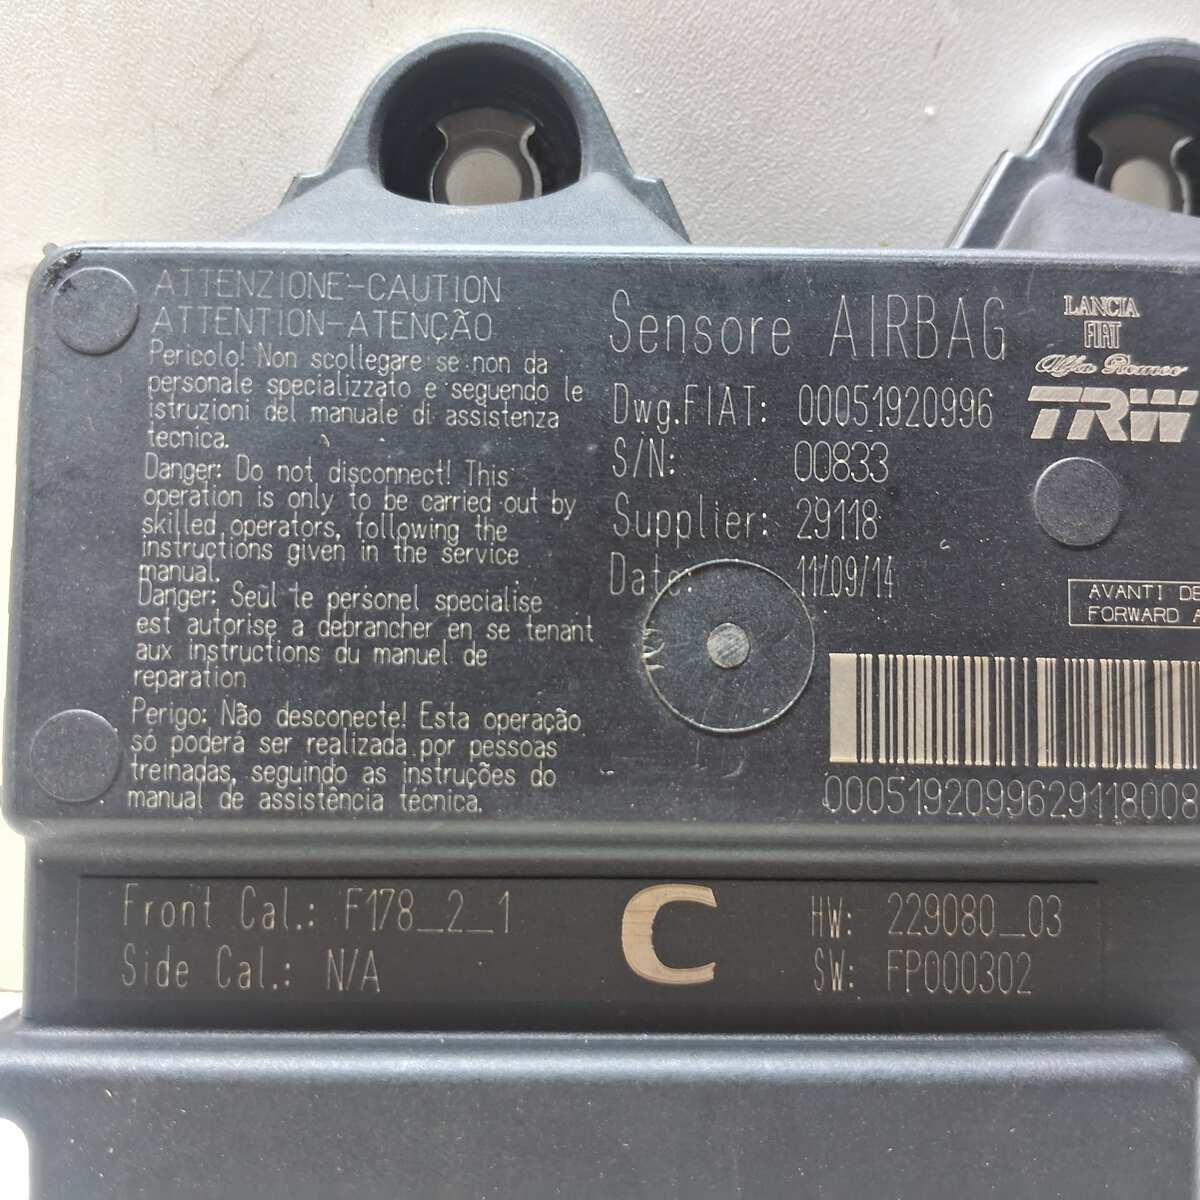 ATTENZIONE-CAUTION
ATTENTION-ATENÇÃO
Pericolo! Non scollegare se non da
personale specializzato e seguendo le
istruzioni del manuale di assistenza
tecnica.
Danger: Do not disconnect! This
operation is only to be carried out by
skilled operators, following the
instructions given in the service
manual.
Danger: Seul le personel specialise
est autorise a debrancher en se tenant
aux instructions du manuel de
reparation
Perigo: Não desconecte! Esta operação
só poderá ser realizada por pessoas
treinadas, seguindo as instruções do
manual de assistência técnica.
Sensore AIRBAG
Dwg.FIAT: 00051920996
S/N: 00833
Supplier: 29118
Date: 11/09/14
LANCIA
FIAT
Alfa Romeo
TRW
AVANTI DE
FORWARD A
0005192099629118008
Front Cal.: F178_2_1
Side Cal.: N/A
C
HW: 229080_03
SW: FP000302